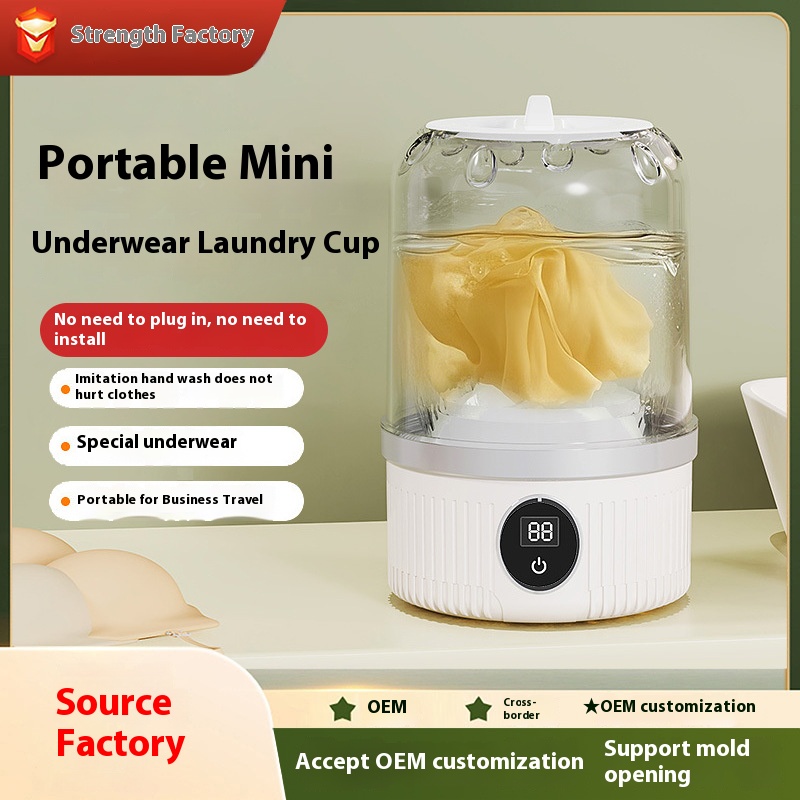 Strength Factory
Portable Mini
Underwear Laundry Cup
No need to plug in, no need to
install
Imitation hand wash does not
hurt clothes
Special underwear
Portable for Business Travel
88
Source
Factory
OEM
Cross-
border
★OEM customization
Accept OEM customization
Support mold
opening